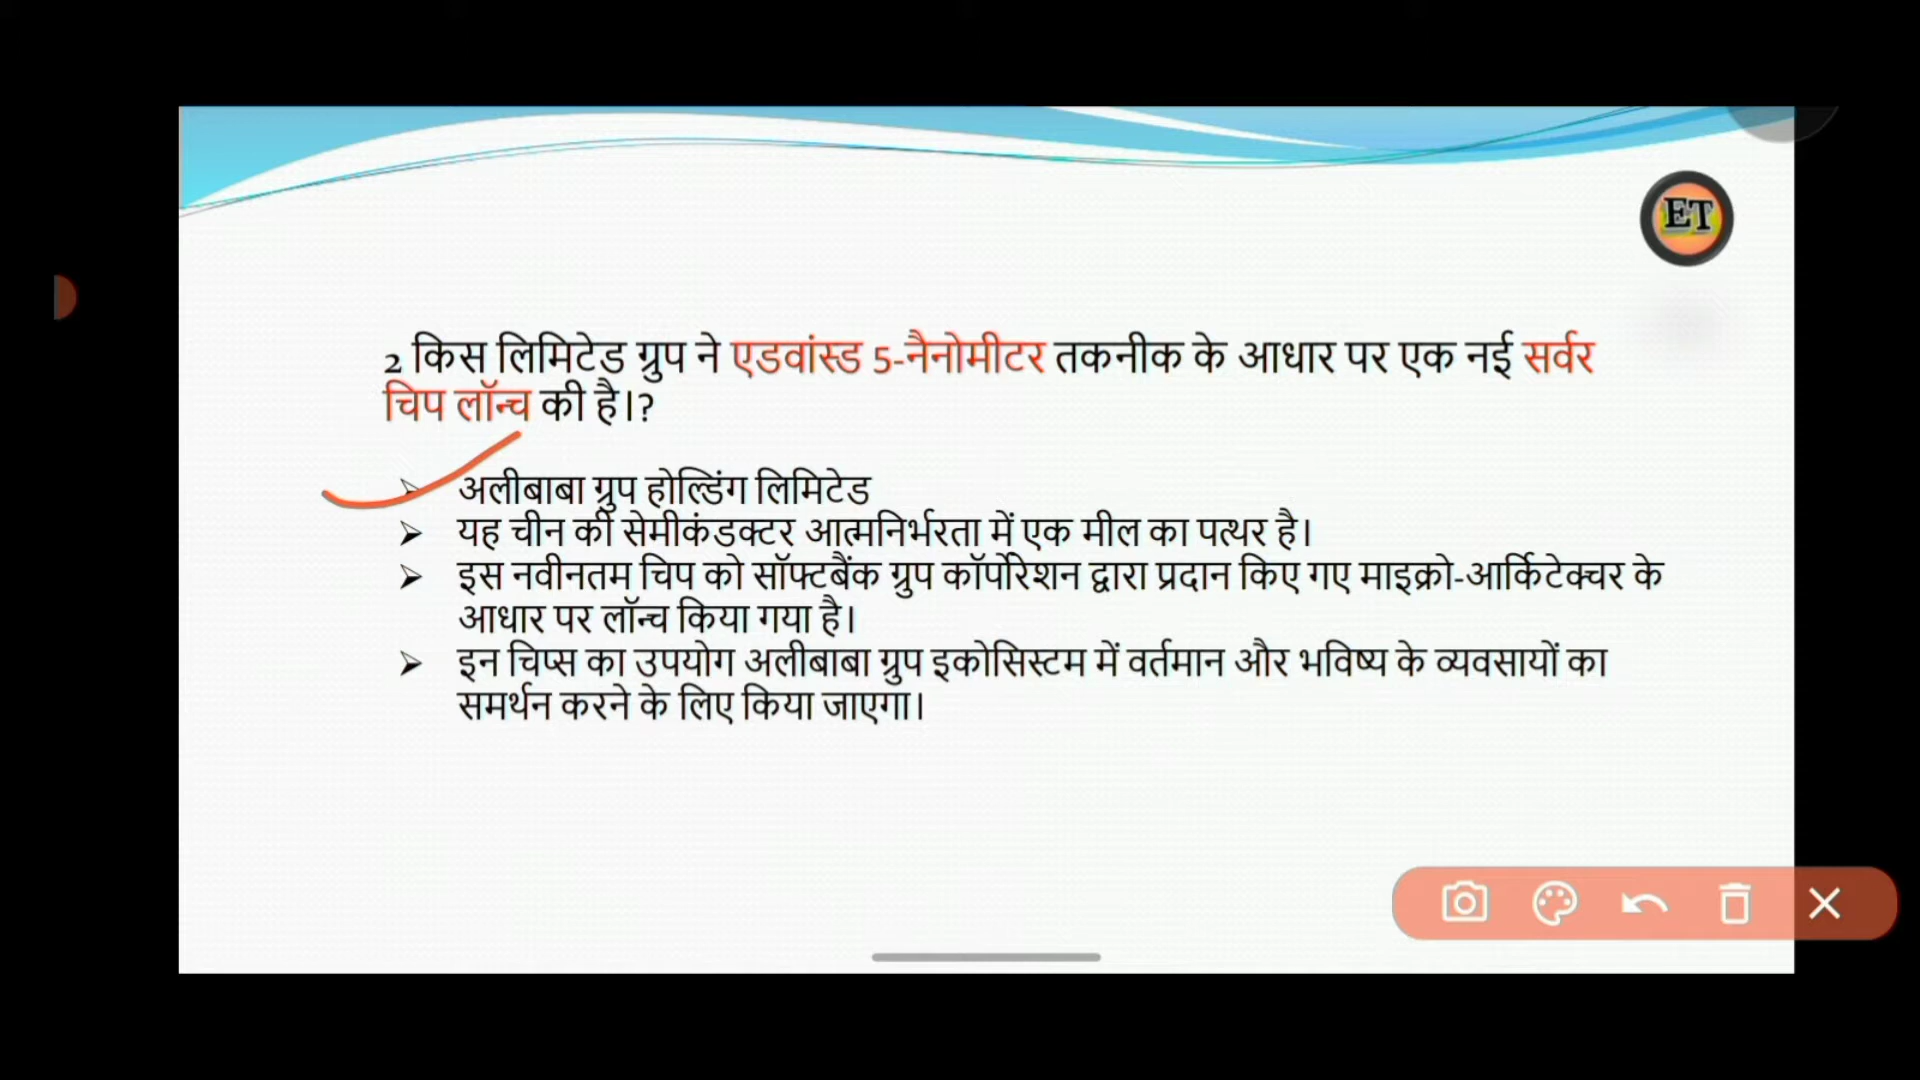 ET
2 किस लिमिटेड ग्रुप ने एडवांस्ड 5-नैनोमीटर तकनीक के आधार पर एक नई सर्वर
चिप लॉन्च की है।?
अलीबाबा ग्रुप होल्डिंग लिमिटेड
यह चीन की सेमीकंडक्टर आत्मनिर्भरता में एक मील का पत्थर है।
इस नवीनतम चिप को सॉफ्टबैंक ग्रुप कॉर्पोरेशन द्वारा प्रदान किए गए माइक्रो-आर्किटेक्चर के
आधार पर लॉन्च किया गया है।
इन चिप्स का उपयोग अलीबाबा ग्रुप इकोसिस्टम में वर्तमान और भविष्य के व्यवसायों का
समर्थन करने के लिए किया जाएगा।